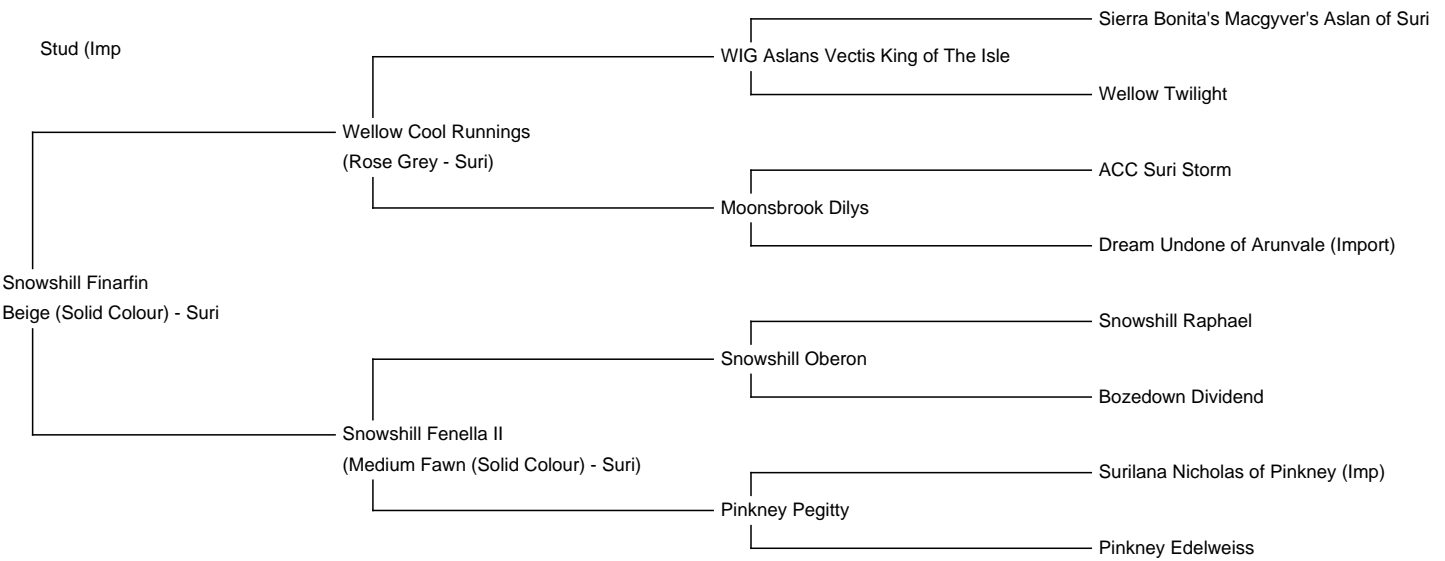 Sierra Bonita's Macgyver's Aslan of Suri
Stud (Imp
WIG Aslans Vectis King of The Isle
Wellow Twilight
Wellow Cool Runnings
(Rose Grey - Suri)
ACC Suri Storm
Moonsbrook Dilys
Dream Undone of Arunvale (Import)
Snowshill Finarfin
Beige (Solid Colour) - Suri
Snowshill Raphael
Snowshill Oberon
Bozedown Dividend
Snowshill Fenella II
(Medium Fawn (Solid Colour) - Suri)
Surilana Nicholas of Pinkney (Imp)
Pinkney Pegitty
Pinkney Edelweiss